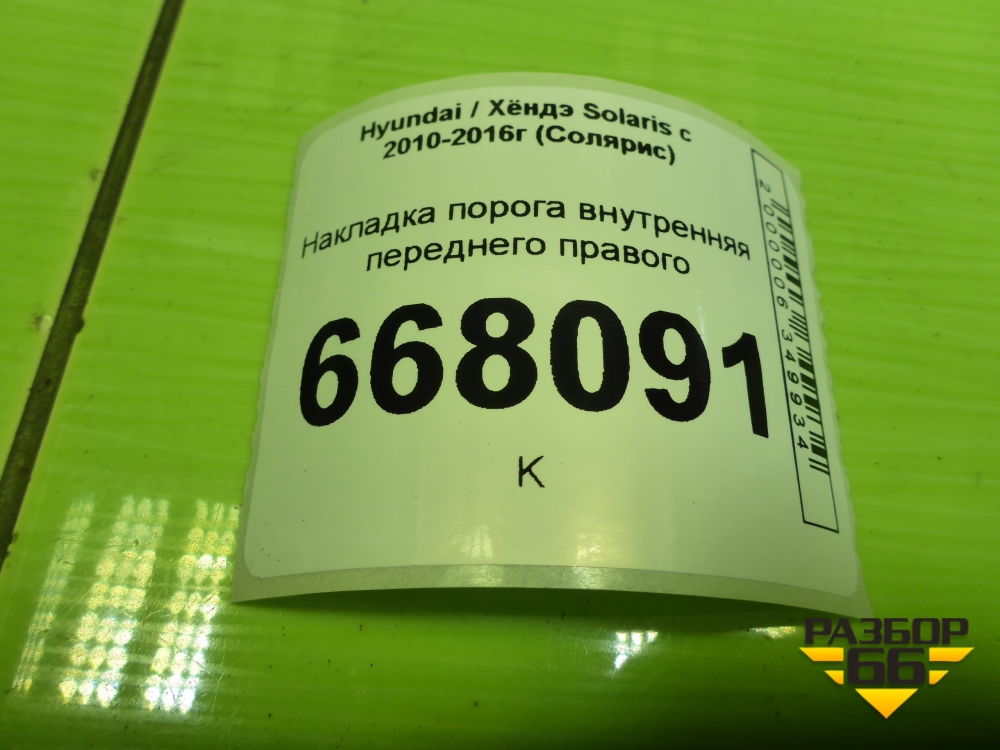 Hyundai / Хёндэ Solaris с
2010-2016г (Солярис)
Накладка порога внутренняя
переднего правого
668091
К
2000006349934
РАЗБОР
66